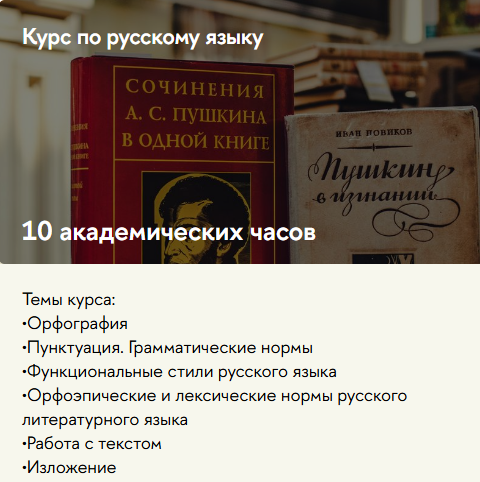 Курс по русскому языку
СОЧИНЕНИЯ
А. С. ПУШКИНА
В ОДНОЙ КНИГЕ
ИВАН НОВИКОВ
Пушкин
в изгнании
10 академических часов
Темы курса:
•Орфография
•Пунктуация. Грамматические нормы
•Функциональные стили русского языка
•Орфоэпические и лексические нормы русского
литературного языка
•Работа с текстом
•Изложение